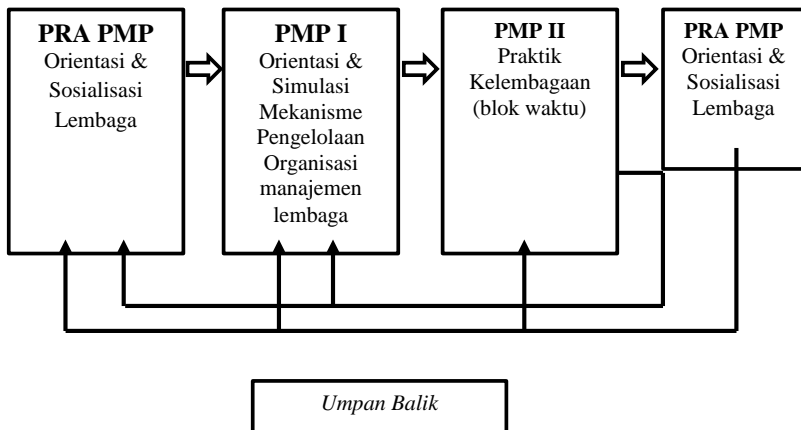 PRA PMP
Orientasi &
Sosialisasi
Lembaga
PMP I
Orientasi &
Simulasi
Mekanisme
Pengelolaan
Organisasi
manajemen
lembaga
PMP II
Praktik
Kelembagaan
(blok waktu)
PRA PMP
Orientasi &
Sosialisasi
Lembaga
Umpan Balik